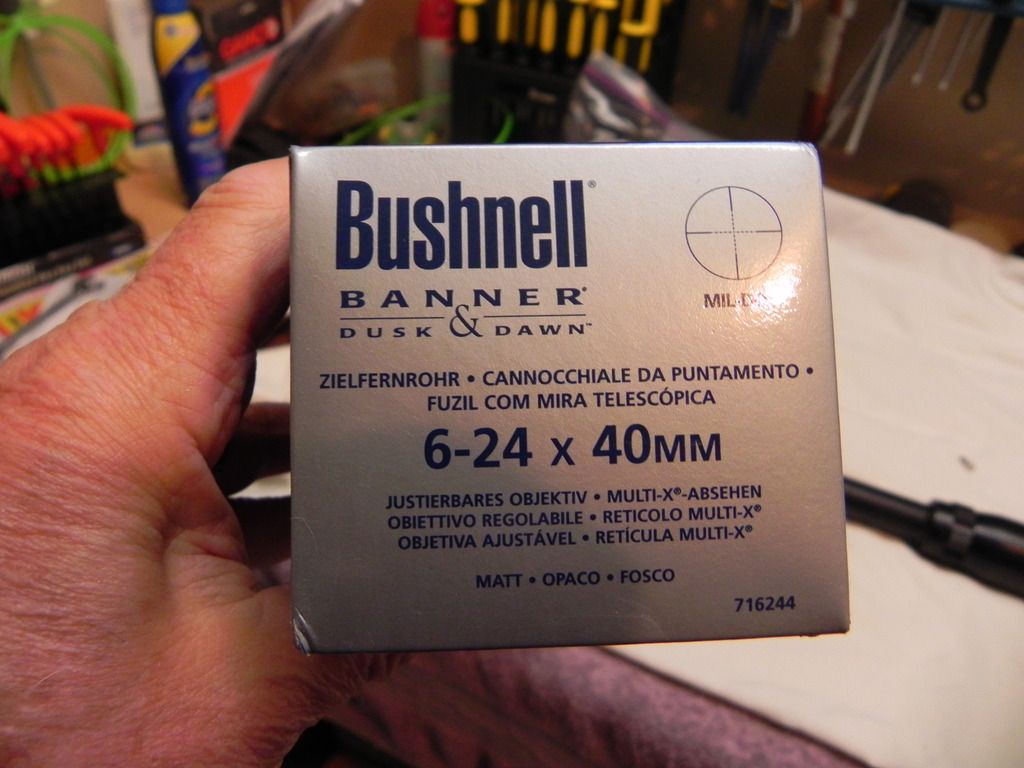 Bushnell®
BANNER®
DUSK & DAWN™
ZIELFERNROHR • CANNOCCHIALE DA PUNTAMENTO •
FUZIL COM MIRA TELESCÓPICA
6-24 x 40MM
JUSTIERBARES OBJEKTIV • MULTI-X®-ABSEHEN
OBIETTIVO REGOLABILE • RETICOLO MULTI-X®
OBJETIVA AJUSTÁVEL • RETÍCULA MULTI-X®
MATT • OPACO • FOSCO
716244